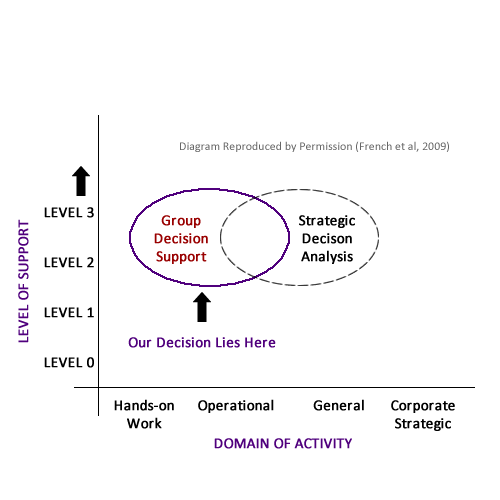 Diagram Reproduced by Permission (French et al, 2009)
LEVEL OF SUPPORT
LEVEL 3
LEVEL 2
LEVEL 1
LEVEL 0
Group
Decision
Support
Strategic
Decison
Analysis
Our Decision Lies Here
Hands-on
Work
Operational
General
Corporate
Strategic
DOMAIN OF ACTIVITY